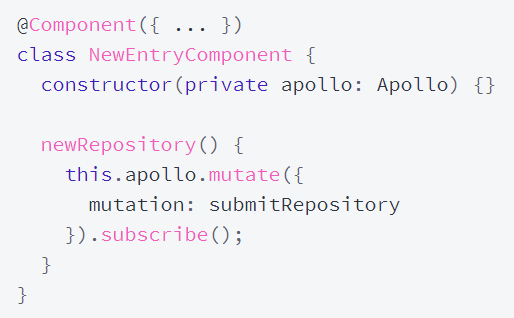 @Component({ ... })
class NewEntryComponent {
  constructor(private apollo: Apollo) {}

  newRepository() {
    this.apollo.mutate({
      mutation: submitRepository
    }).subscribe();
  }
}